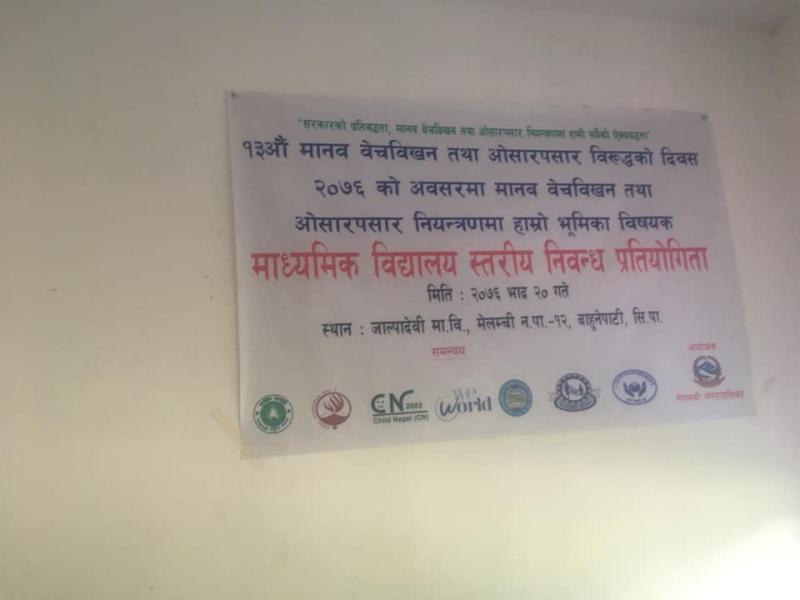 "सरकारको प्रतिबद्धता, मानव बेचबिखन तथा ओसारपसार नियन्त्रणमा हामी सबैको ऐक्यबद्धता"
१३औं मानव वेचविखन तथा ओसारपसार विरुद्धको दिवस
२०७६ को अवसरमा मानव वेचविखन तथा
ओसारपसार नियन्त्रणमा हाम्रो भूमिका विषयक
माध्यमिक विद्यालय स्तरीय निवन्ध प्रतियोगिता
मिति : २०७६ भाद्र २० गते
स्थान : जाल्पादेवी मा.वि., मेलम्ची न.पा.-१२, बाहुनेपाटी, सि.पा.
समन्वय
आयोजक
CN 2003
Child Nepal (CN)
We World
मेलम्ची नगरपालिका